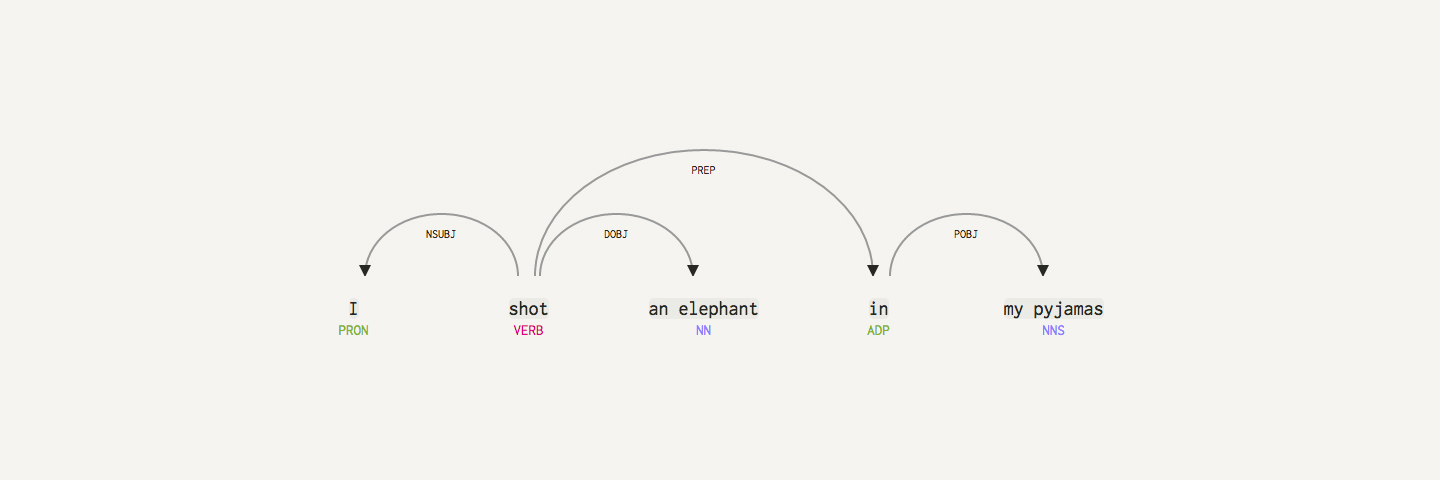 PREP
NSUBJ DOBJ POBJ
I shot an elephant in my pyjamas
PRON VERB NN ADP NNS